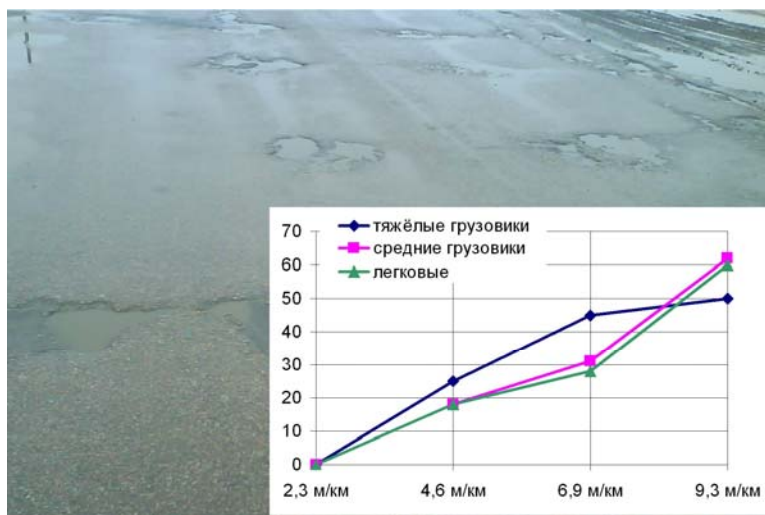 70
60
50
40
30
20
10
0
тяжёлые грузовики
средние грузовики
легковые
2,3 м/км 4,6 м/км 6,9 м/км 9,3 м/км